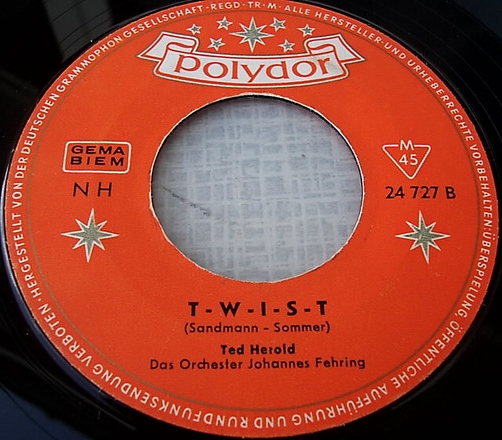 HERGESTELLT VON DER DEUTSCHEN GRAMMOPHON GESELLSCHAFT · REGD · TR · M · ALLE HERSTELLER- UND URHEBERRECHTE VORBEHALTEN: ÜBERSPIELUNG, ÖFFENTLICHE AUFFÜHRUNG UND RUNDFUNKSENDUNG VERBOTEN ·
Polydor
GEMA
BIEM
NH
M
45
24 727 B
T-W-I-S-T
(Sandmann - Sommer)
Ted Herold
Das Orchester Johannes Fehring